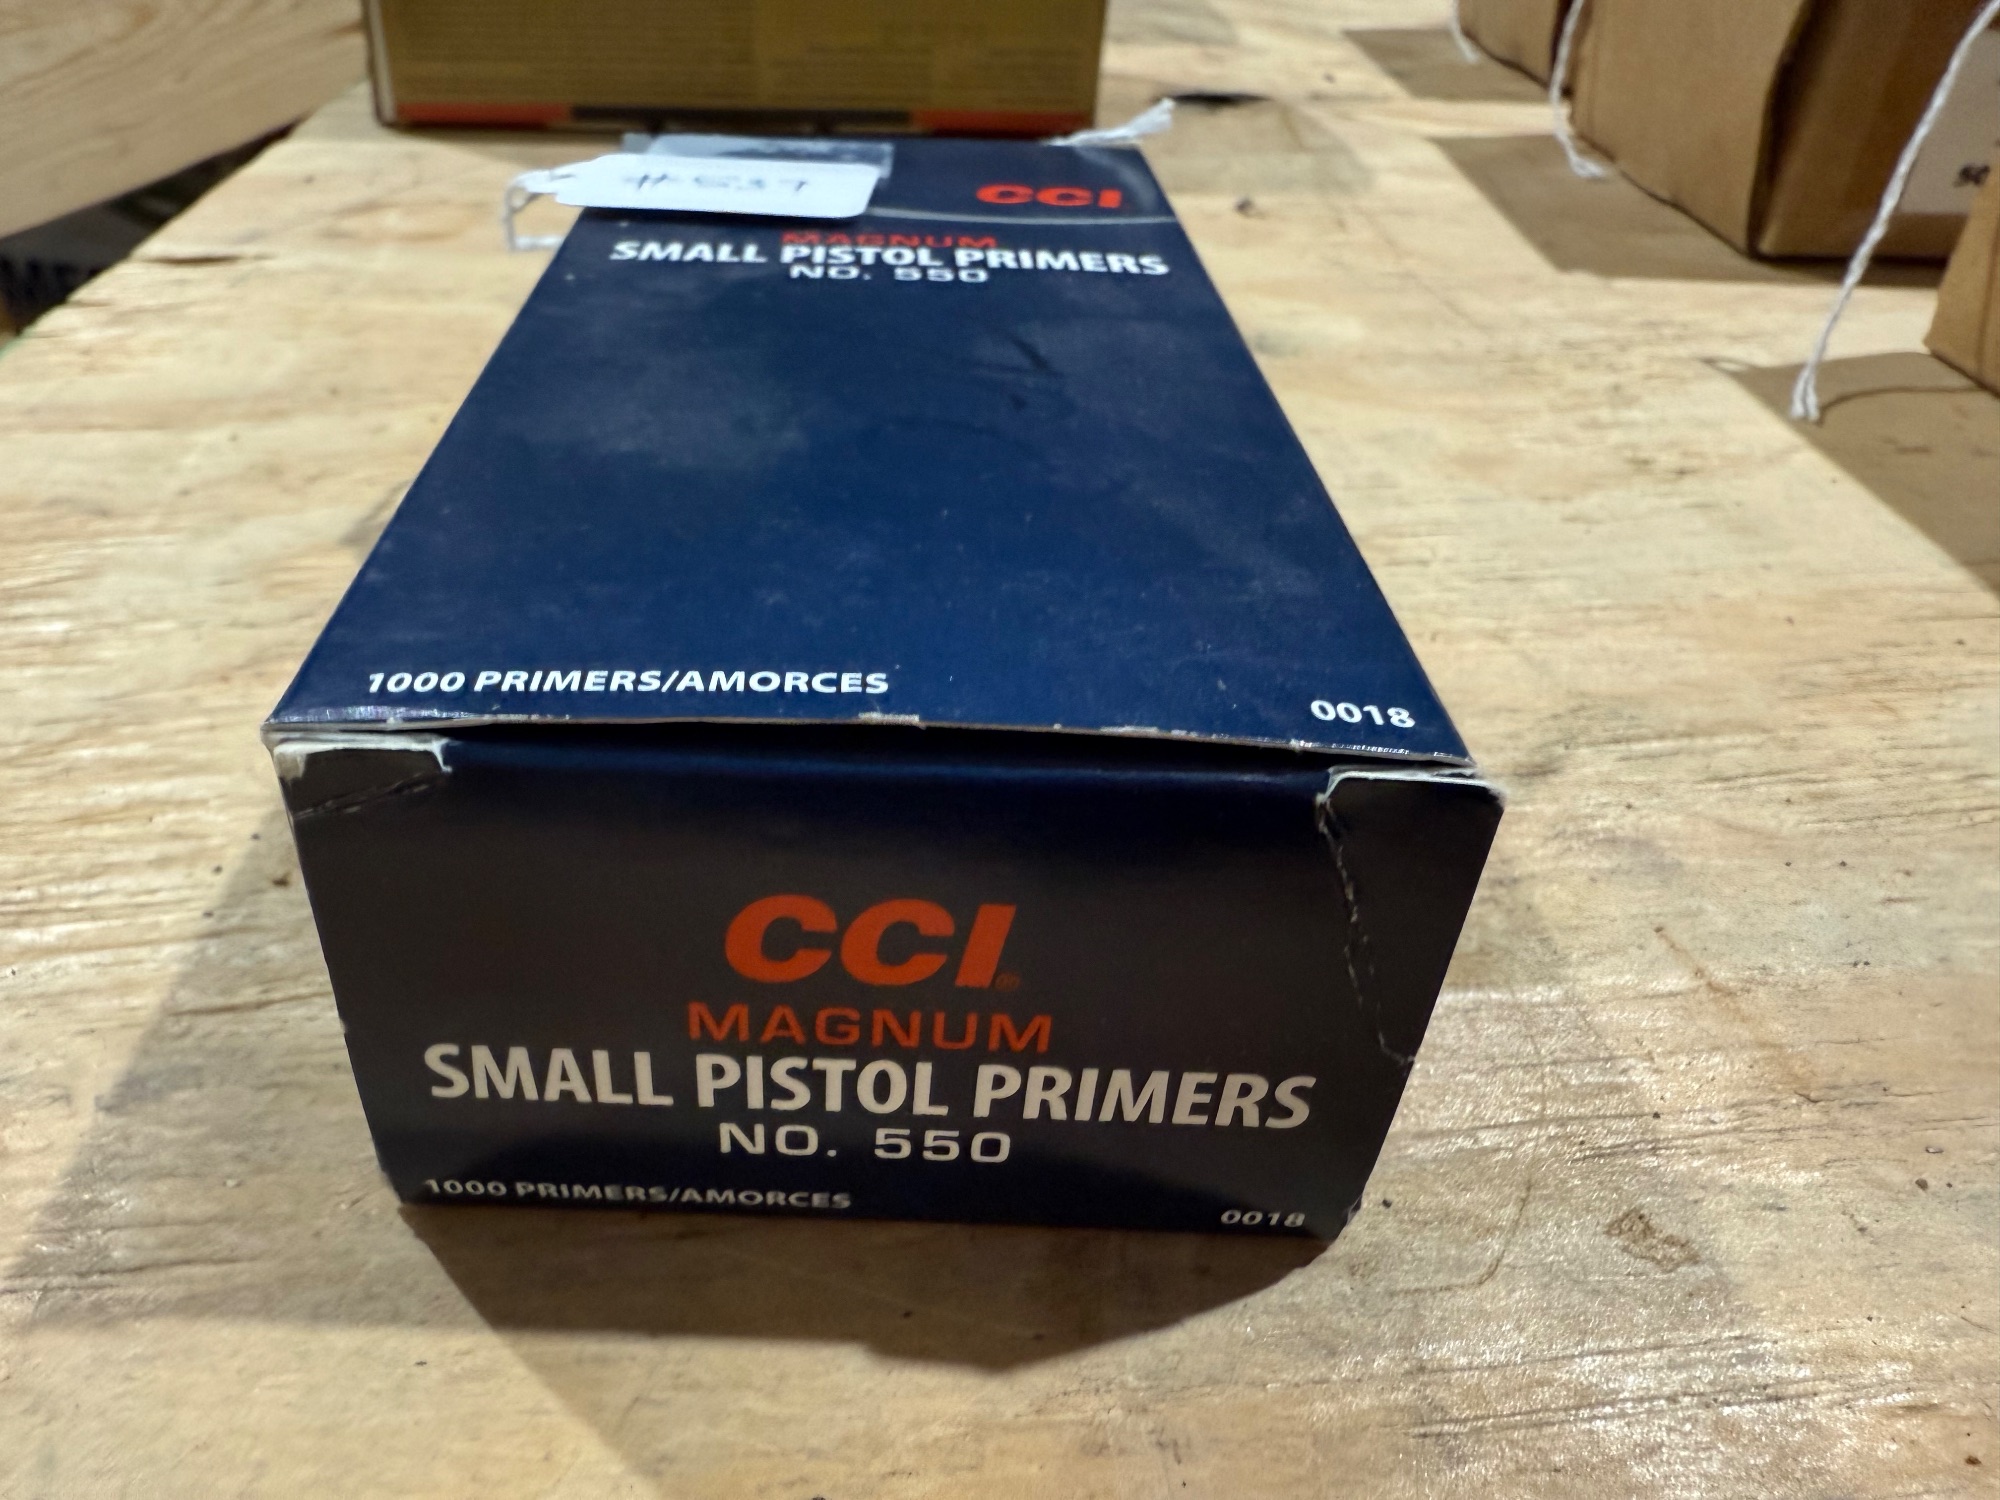 CCI
MAGNUM
SMALL PISTOL PRIMERS
NO. 550
1000 PRIMERS/AMORCES
0018
CCI
MAGNUM
SMALL PISTOL PRIMERS
NO. 550
1000 PRIMERS/AMORCES
0018